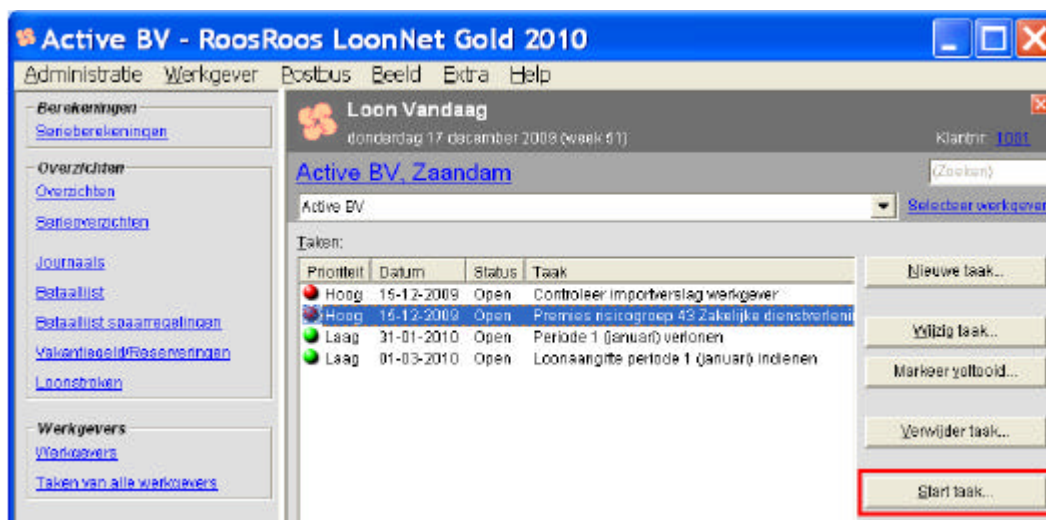 Active BV - RoosRoos LoonNet Gold 2010
Administratie Werkgever Postbus Beeld Extra Help
Berekeningen
Serieberekeningen
Overzichten
Overzichten
Serieoverzichten
Journaals
Betaallijst
Betaallijst spaarregelingen
Vakantiegeld/Reserveringen
Loonstroken
Werkgevers
Werkgevers
Taken van alle werkgevers
Loon Vandaag
donderdag 17 december 2009 (week 51)
Klantnr: 1081
Active BV, Zaandam
(Zoeken)
Active BV
Selecteer werkgever
Taken:
Prioriteit Datum Status Taak
Hoog 15-12-2009 Open Controleer importverslag werkgever
Hoog 15-12-2009 Open Premies risicogroep 43 Zakelijke dienstverleni
Laag 31-01-2010 Open Periode 1 (januari) verlonen
Laag 01-03-2010 Open Loonaangifte periode 1 (januari) indienen
Nieuwe taak...
Wijzig taak...
Markeer voltooid...
Verwijder taak...
Start taak...